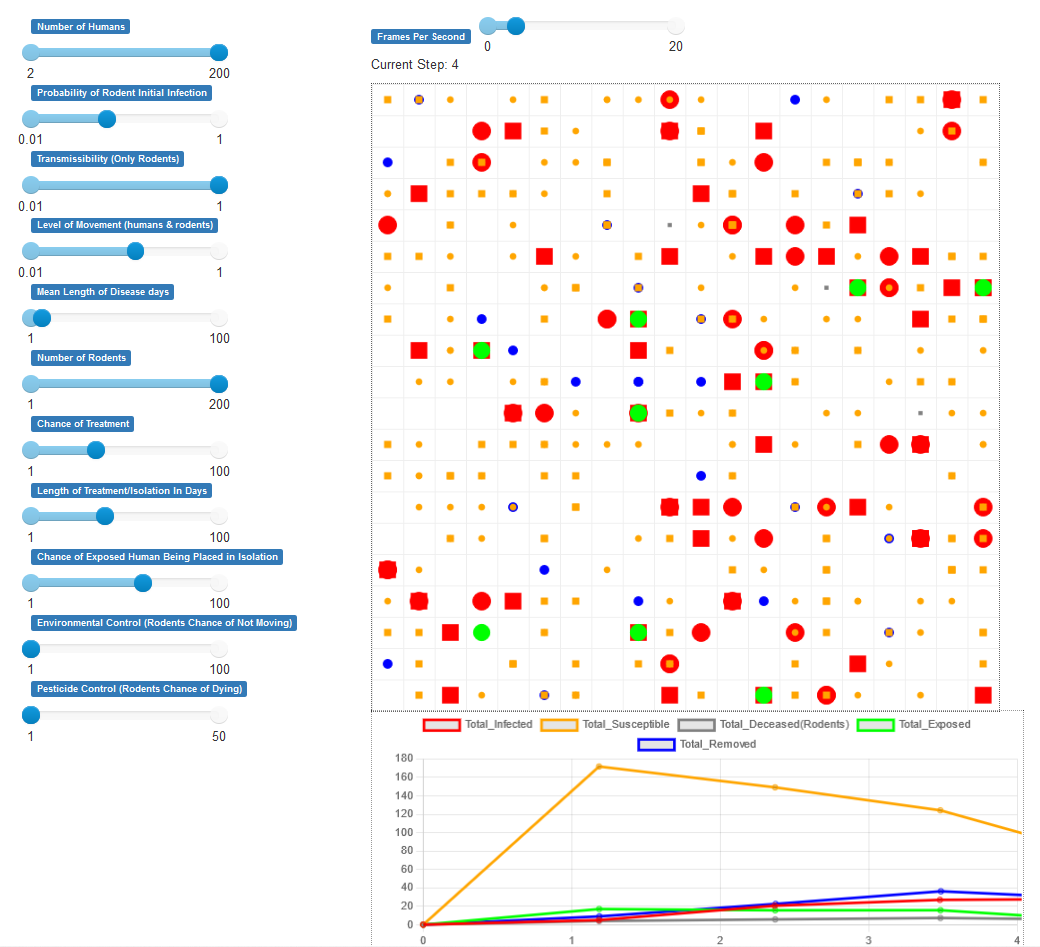 Number of Humans
2 200
Probability of Rodent Initial Infection
0.01 1
Transmissibility (Only Rodents)
0.01 1
Level of Movement (humans & rodents)
0.01 1
Mean Length of Disease days
1 100
Number of Rodents
1 200
Chance of Treatment
1 100
Length of Treatment/Isolation In Days
1 100
Chance of Exposed Human Being Placed in Isolation
1 100
Environmental Control (Rodents Chance of Not Moving)
1 100
Pesticide Control (Rodents Chance of Dying)
1 50
Frames Per Second
0 20
Current Step: 4
Total_Infected Total_Susceptible Total_Deceased(Rodents) Total_Exposed
Total_Removed
180
160
140
120
100
80
60
40
20
0
0 1 2 3 4